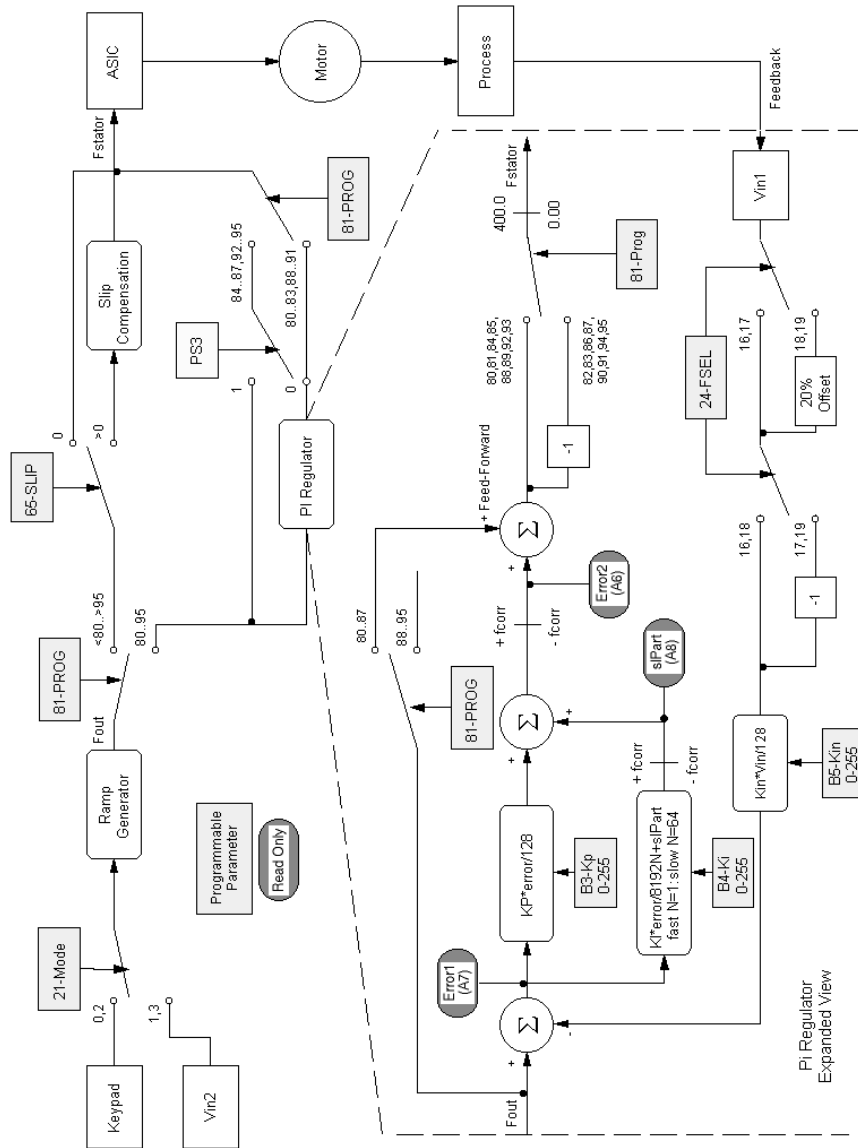 Keypad
Vin2
0,2
1,3
21-Mode
Ramp
Generator
Fout
81-PROG
<80..>95
80..95
65-SLIP
0
>0
Slip
Compensation
Fstator
ASIC
Motor
Process
Feedback
Programmable
Parameter
Read Only
PI Regulator
1
0
PS3
84..87,92..95
80..83,88..91
81-PROG
Fout
+
-
Σ
Error1
(A7)
81-PROG
80..87
88..95
KP*error/128
B3-Kp
0-255
KI*error/8192N+slPart
fast N=1:slow N=64
B4-Ki
0-255
+
+
Σ
+ fcorr
- fcorr
slPart
(A8)
+ fcorr
- fcorr
Error2
(A6)
+
+ Feed-Forward
Σ
-1
80,81,84,85,
88,89,92,93
82,83,86,87,
90,91,94,95
81-Prog
400.0
0.00
Fstator
Vin1
24-FSEL
16,17
18,19
20%
Offset
16,18
17,19
-1
Kin*Vin/128
B5-Kin
0-255
Pi Regulator
Expanded View